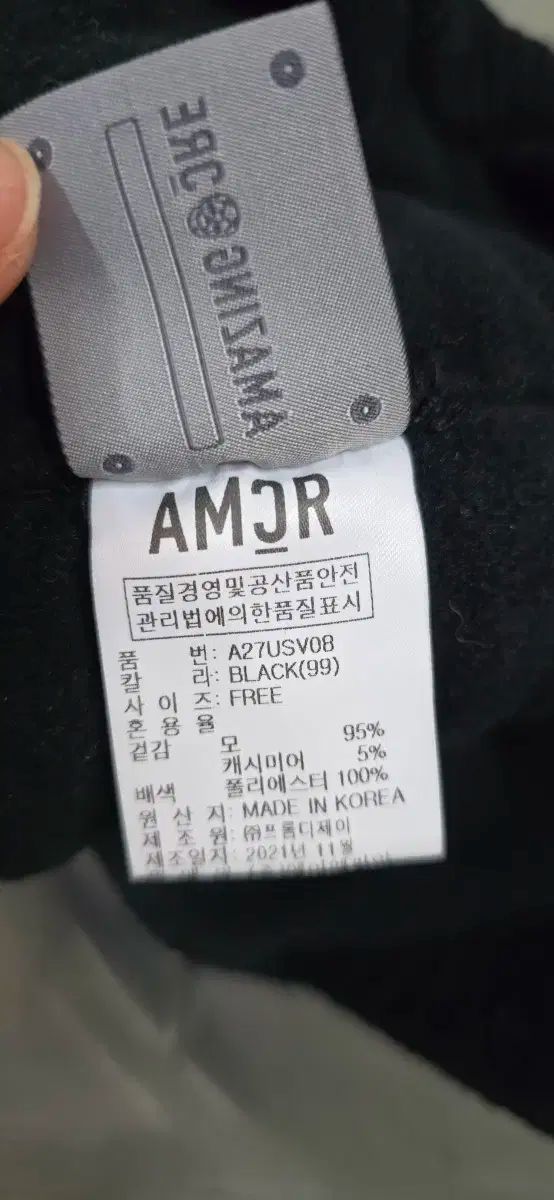 AMAZING CRE
AMCR
품질경영및공산품안전
관리법에의한품질표시
품 번: A27USV08
칼 라: BLACK(99)
사 이 즈: FREE
혼 용 율
겉감 모 95%
캐시미어 5%
배색 폴리에스터 100%
원 산 지: MADE IN KOREA
제 조 원: ㈜프롬디제이
제조일지: 2021년 11월